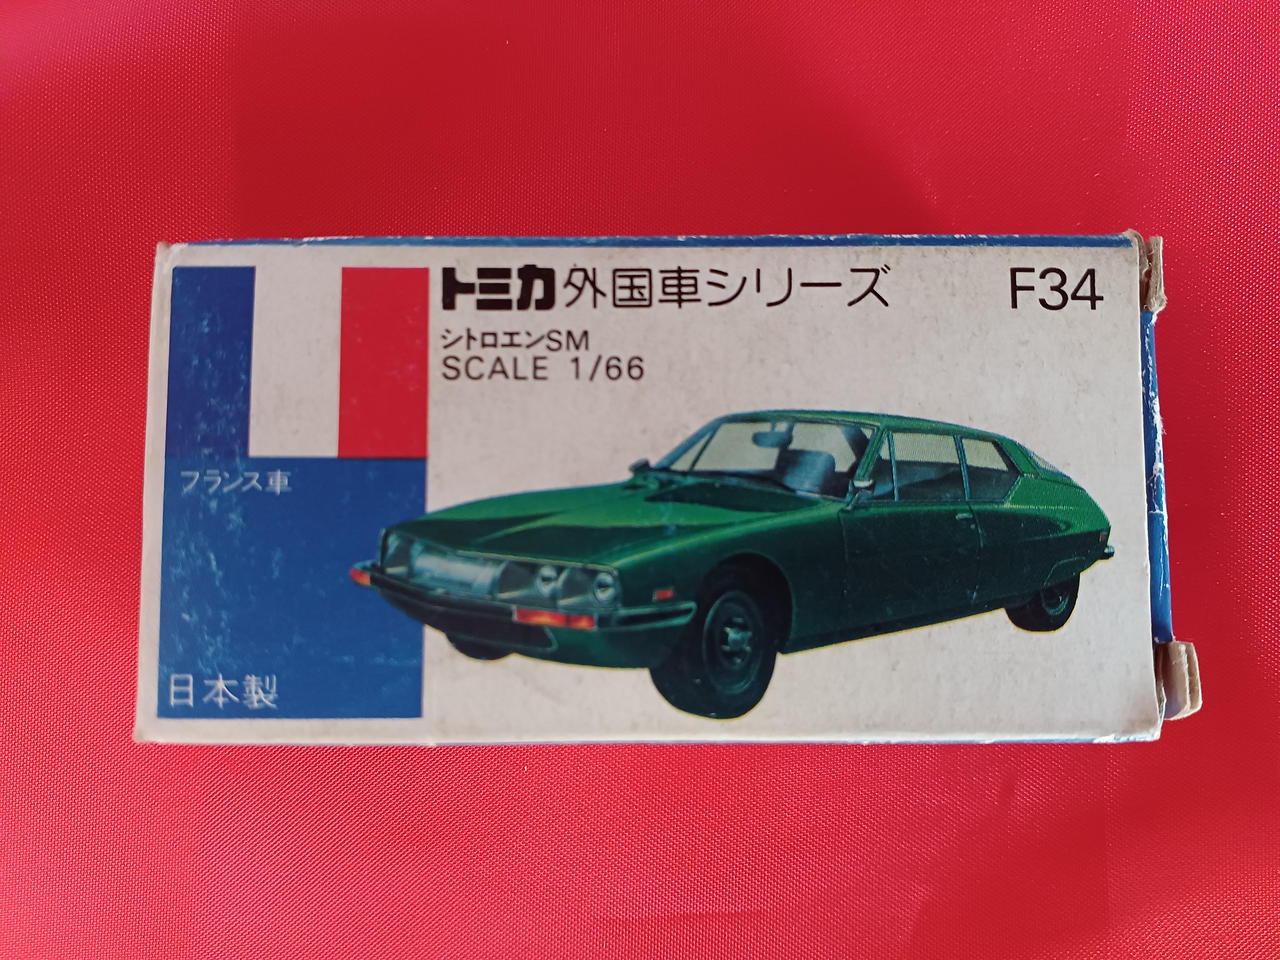 トミカ外国車シリーズ F34
シトロエンSM
SCALE 1/66
フランス車
日本製